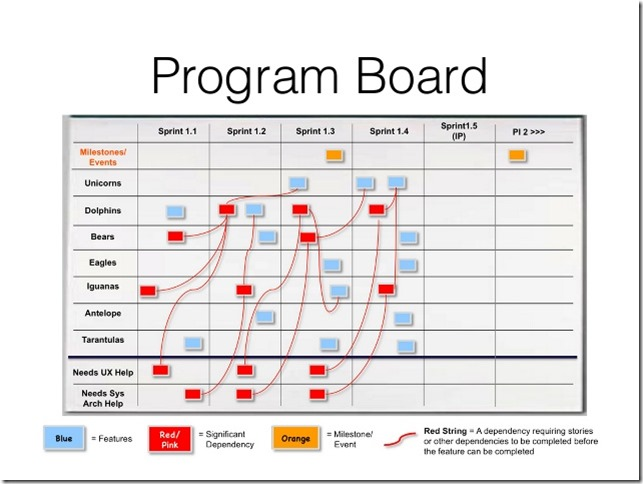 Program Board
Sprint 1.1 Sprint 1.2 Sprint 1.3 Sprint 1.4 Sprint1.5 (IP) PI 2 >>>
Milestones/
Events
Unicorns
Dolphins
Bears
Eagles
Iguanas
Antelope
Tarantulas
Needs UX Help
Needs Sys
Arch Help
Blue = Features
Red/
Pink
= Significant
Dependency
Orange
= Milestone/
Event
Red String = A dependency requiring stories
or other dependencies to be completed before
the feature can be completed